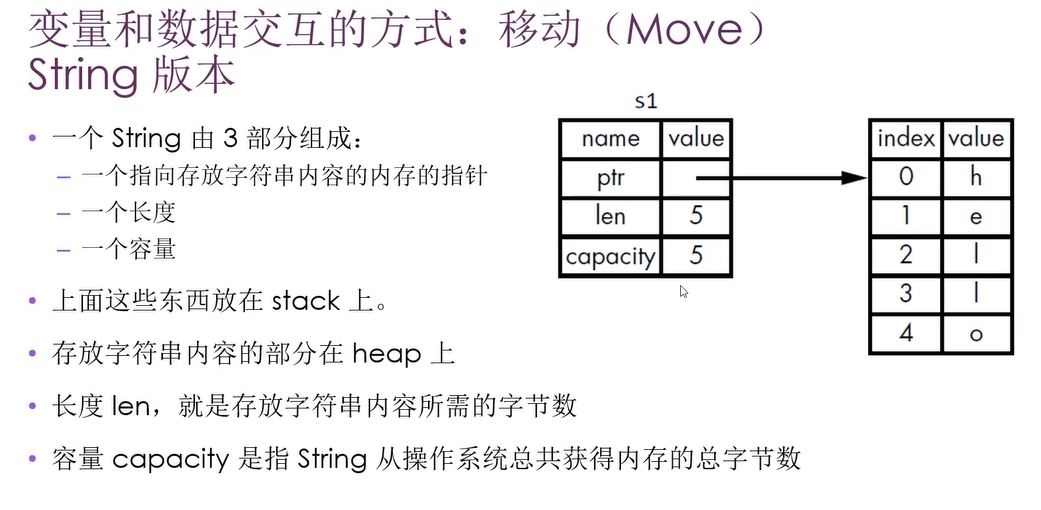 变量和数据交互的方式：移动（Move）
String 版本
• 一个 String 由 3 部分组成：
– 一个指向存放字符串内容的内存的指针
– 一个长度
– 一个容量
• 上面这些东西放在 stack 上。
• 存放字符串内容的部分在 heap 上
• 长度 len，就是存放字符串内容所需的字节数
• 容量 capacity 是指 String 从操作系统总共获得内存的总字节数
s1
name value
ptr
len 5
capacity 5
index value
0 h
1 e
2 l
3 l
4 o